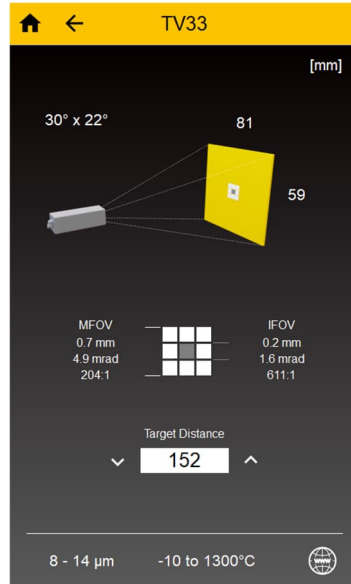 TV33
[mm]
30° x 22°
81
59
MFOV
0.7 mm
4.9 mrad
204:1
IFOV
0.2 mm
1.6 mrad
611:1
Target Distance
152
8 - 14 µm
-10 to 1300°C
www